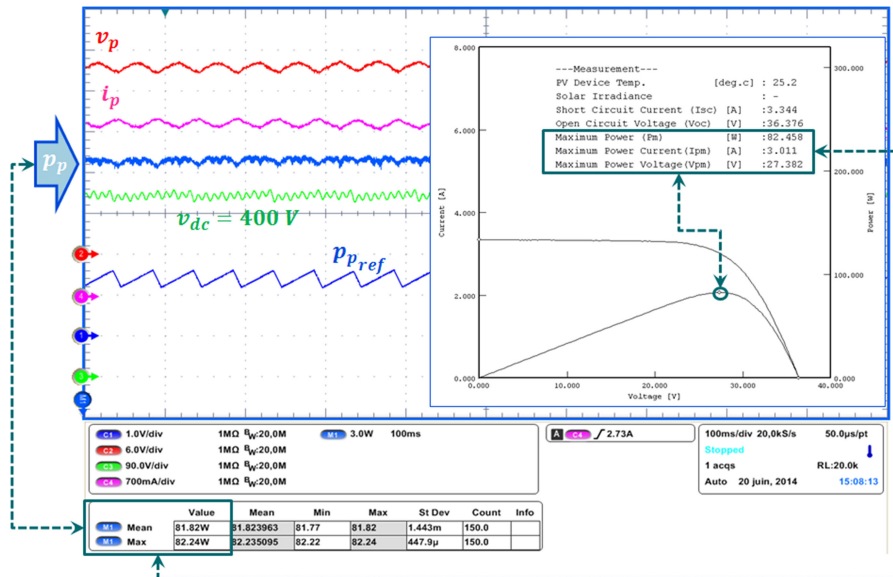 v_p
i_p
p_p
v_dc = 400 V
p_p_ref
2
4
1
3
---Measurement---
PV Device Temp. [deg.c] : 25.2
Solar Irradiance : -
Short Circuit Current (Isc) [A] :3.344
Open Circuit Voltage (Voc) [V] :36.376
Maximum Power (Pm) [W] :82.458
Maximum Power Current(Ipm) [A] :3.011
Maximum Power Voltage(Vpm) [V] :27.382
8.000
6.000
4.000
2.000
0.000
Current [A]
300.000
200.000
100.000
0.000
Power [W]
0.000 10.000 20.000 30.000 40.000
Voltage [V]
C1 1.0V/div 1MΩ BW:20,0M M1 3.0W 100ms
C2 6.0V/div 1MΩ BW:20,0M
C3 90.0V/div 1MΩ BW:20,0M
C4 700mA/div 1MΩ BW:20,0M
A C4 2.73A
100ms/div 20,0kS/s 50.0µs/pt
Stopped
1 acqs RL:20.0k
Auto 20 juin, 2014 15:08:13
Value Mean Min Max St Dev Count Info
M1 Mean 81.82W 81.823963 81.77 81.82 1.443m 150.0
M1 Max 82.24W 82.235095 82.22 82.24 447.9µ 150.0